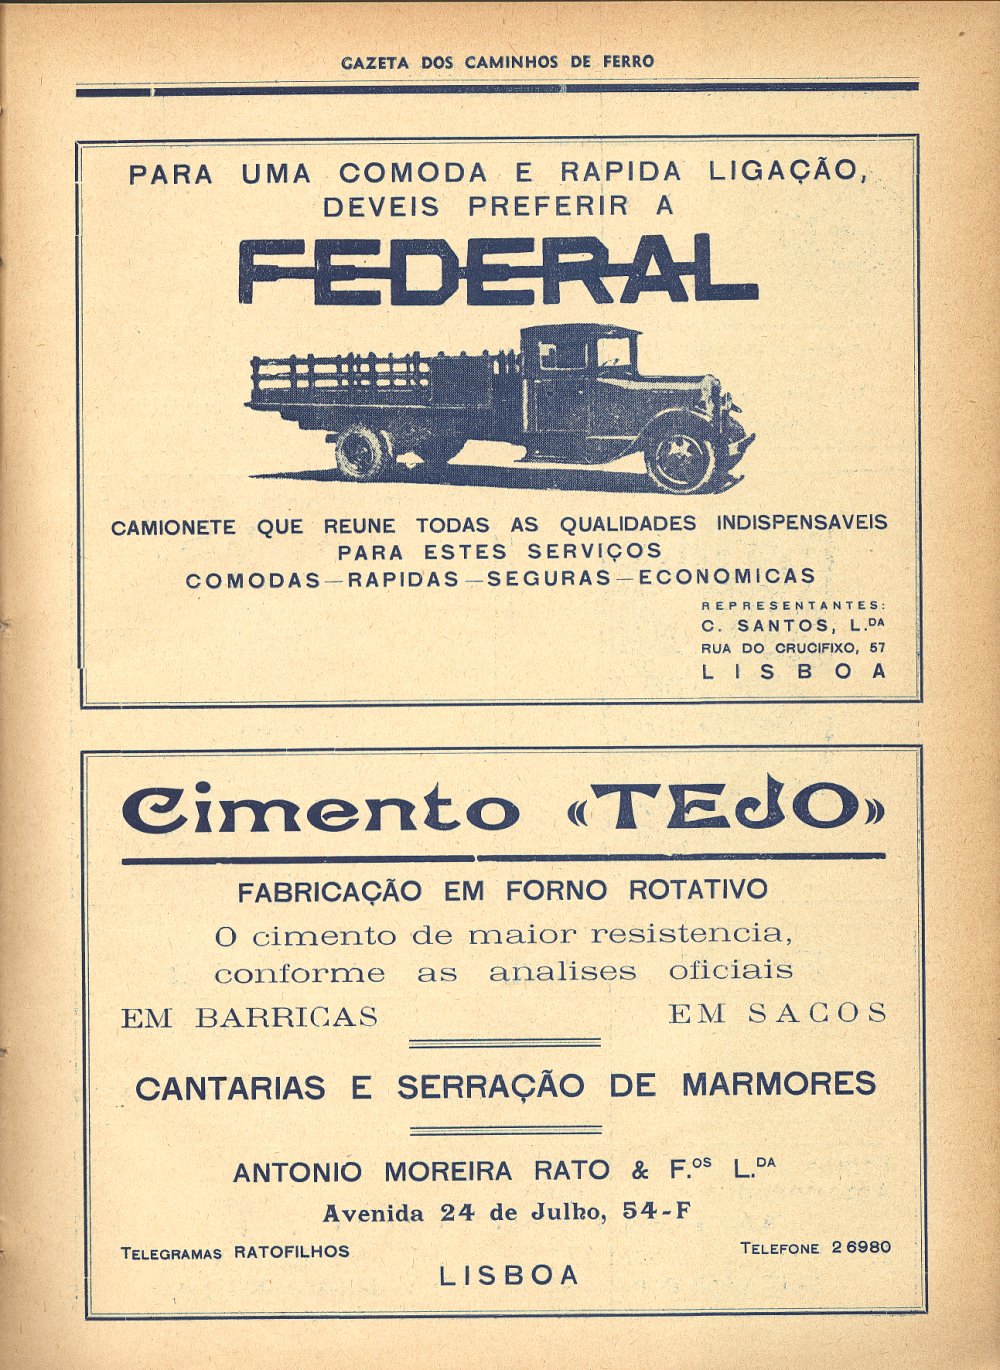 GAZETA DOS CAMINHOS DE FERRO
PARA UMA COMODA E RAPIDA LIGAÇÃO,
DEVEIS PREFERIR A
FEDERAL
CAMIONETE QUE REUNE TODAS AS QUALIDADES INDISPENSAVEIS
PARA ESTES SERVIÇOS
COMODAS—RAPIDAS—SEGURAS—ECONOMICAS
REPRESENTANTES:
C. SANTOS, L.DA
RUA DO CRUCIFIXO, 57
LISBOA
Cimento «TEJO»
FABRICAÇÃO EM FORNO ROTATIVO
O cimento de maior resistencia,
conforme as analises oficiais
EM BARRICAS EM SACOS
CANTARIAS E SERRAÇÃO DE MARMORES
ANTONIO MOREIRA RATO & F.OS L.DA
Avenida 24 de Julho, 54-F
TELEGRAMAS RATOFILHOS TELEFONE 2 6980
LISBOA